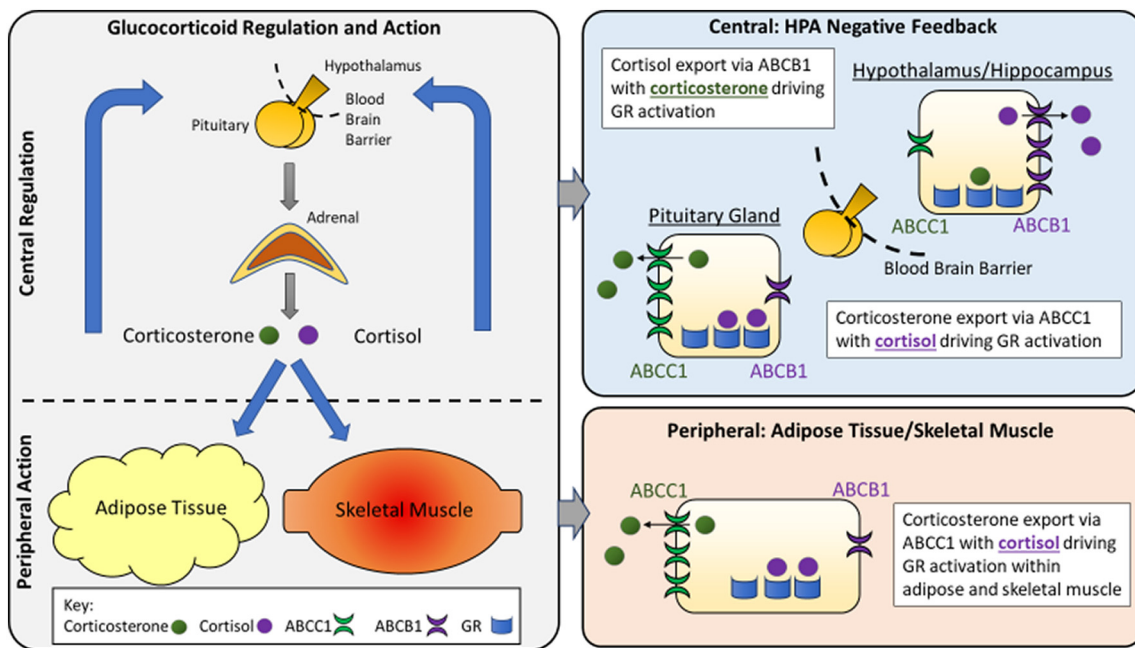 Glucocorticoid Regulation and Action
Central Regulation
Hypothalamus
Pituitary
Blood
Brain
Barrier
Adrenal
Corticosterone
Cortisol
Peripheral Action
Adipose Tissue
Skeletal Muscle
Key:
Corticosterone
Cortisol
ABCC1
ABCB1
GR
Central: HPA Negative Feedback
Cortisol export via ABCB1
with corticosterone driving
GR activation
Hypothalamus/Hippocampus
ABCC1
ABCB1
Pituitary Gland
ABCC1
ABCB1
Blood Brain Barrier
Corticosterone export via ABCC1
with cortisol driving GR activation
Peripheral: Adipose Tissue/Skeletal Muscle
ABCC1
ABCB1
Corticosterone export via
ABCC1 with cortisol driving
GR activation within
adipose and skeletal muscle